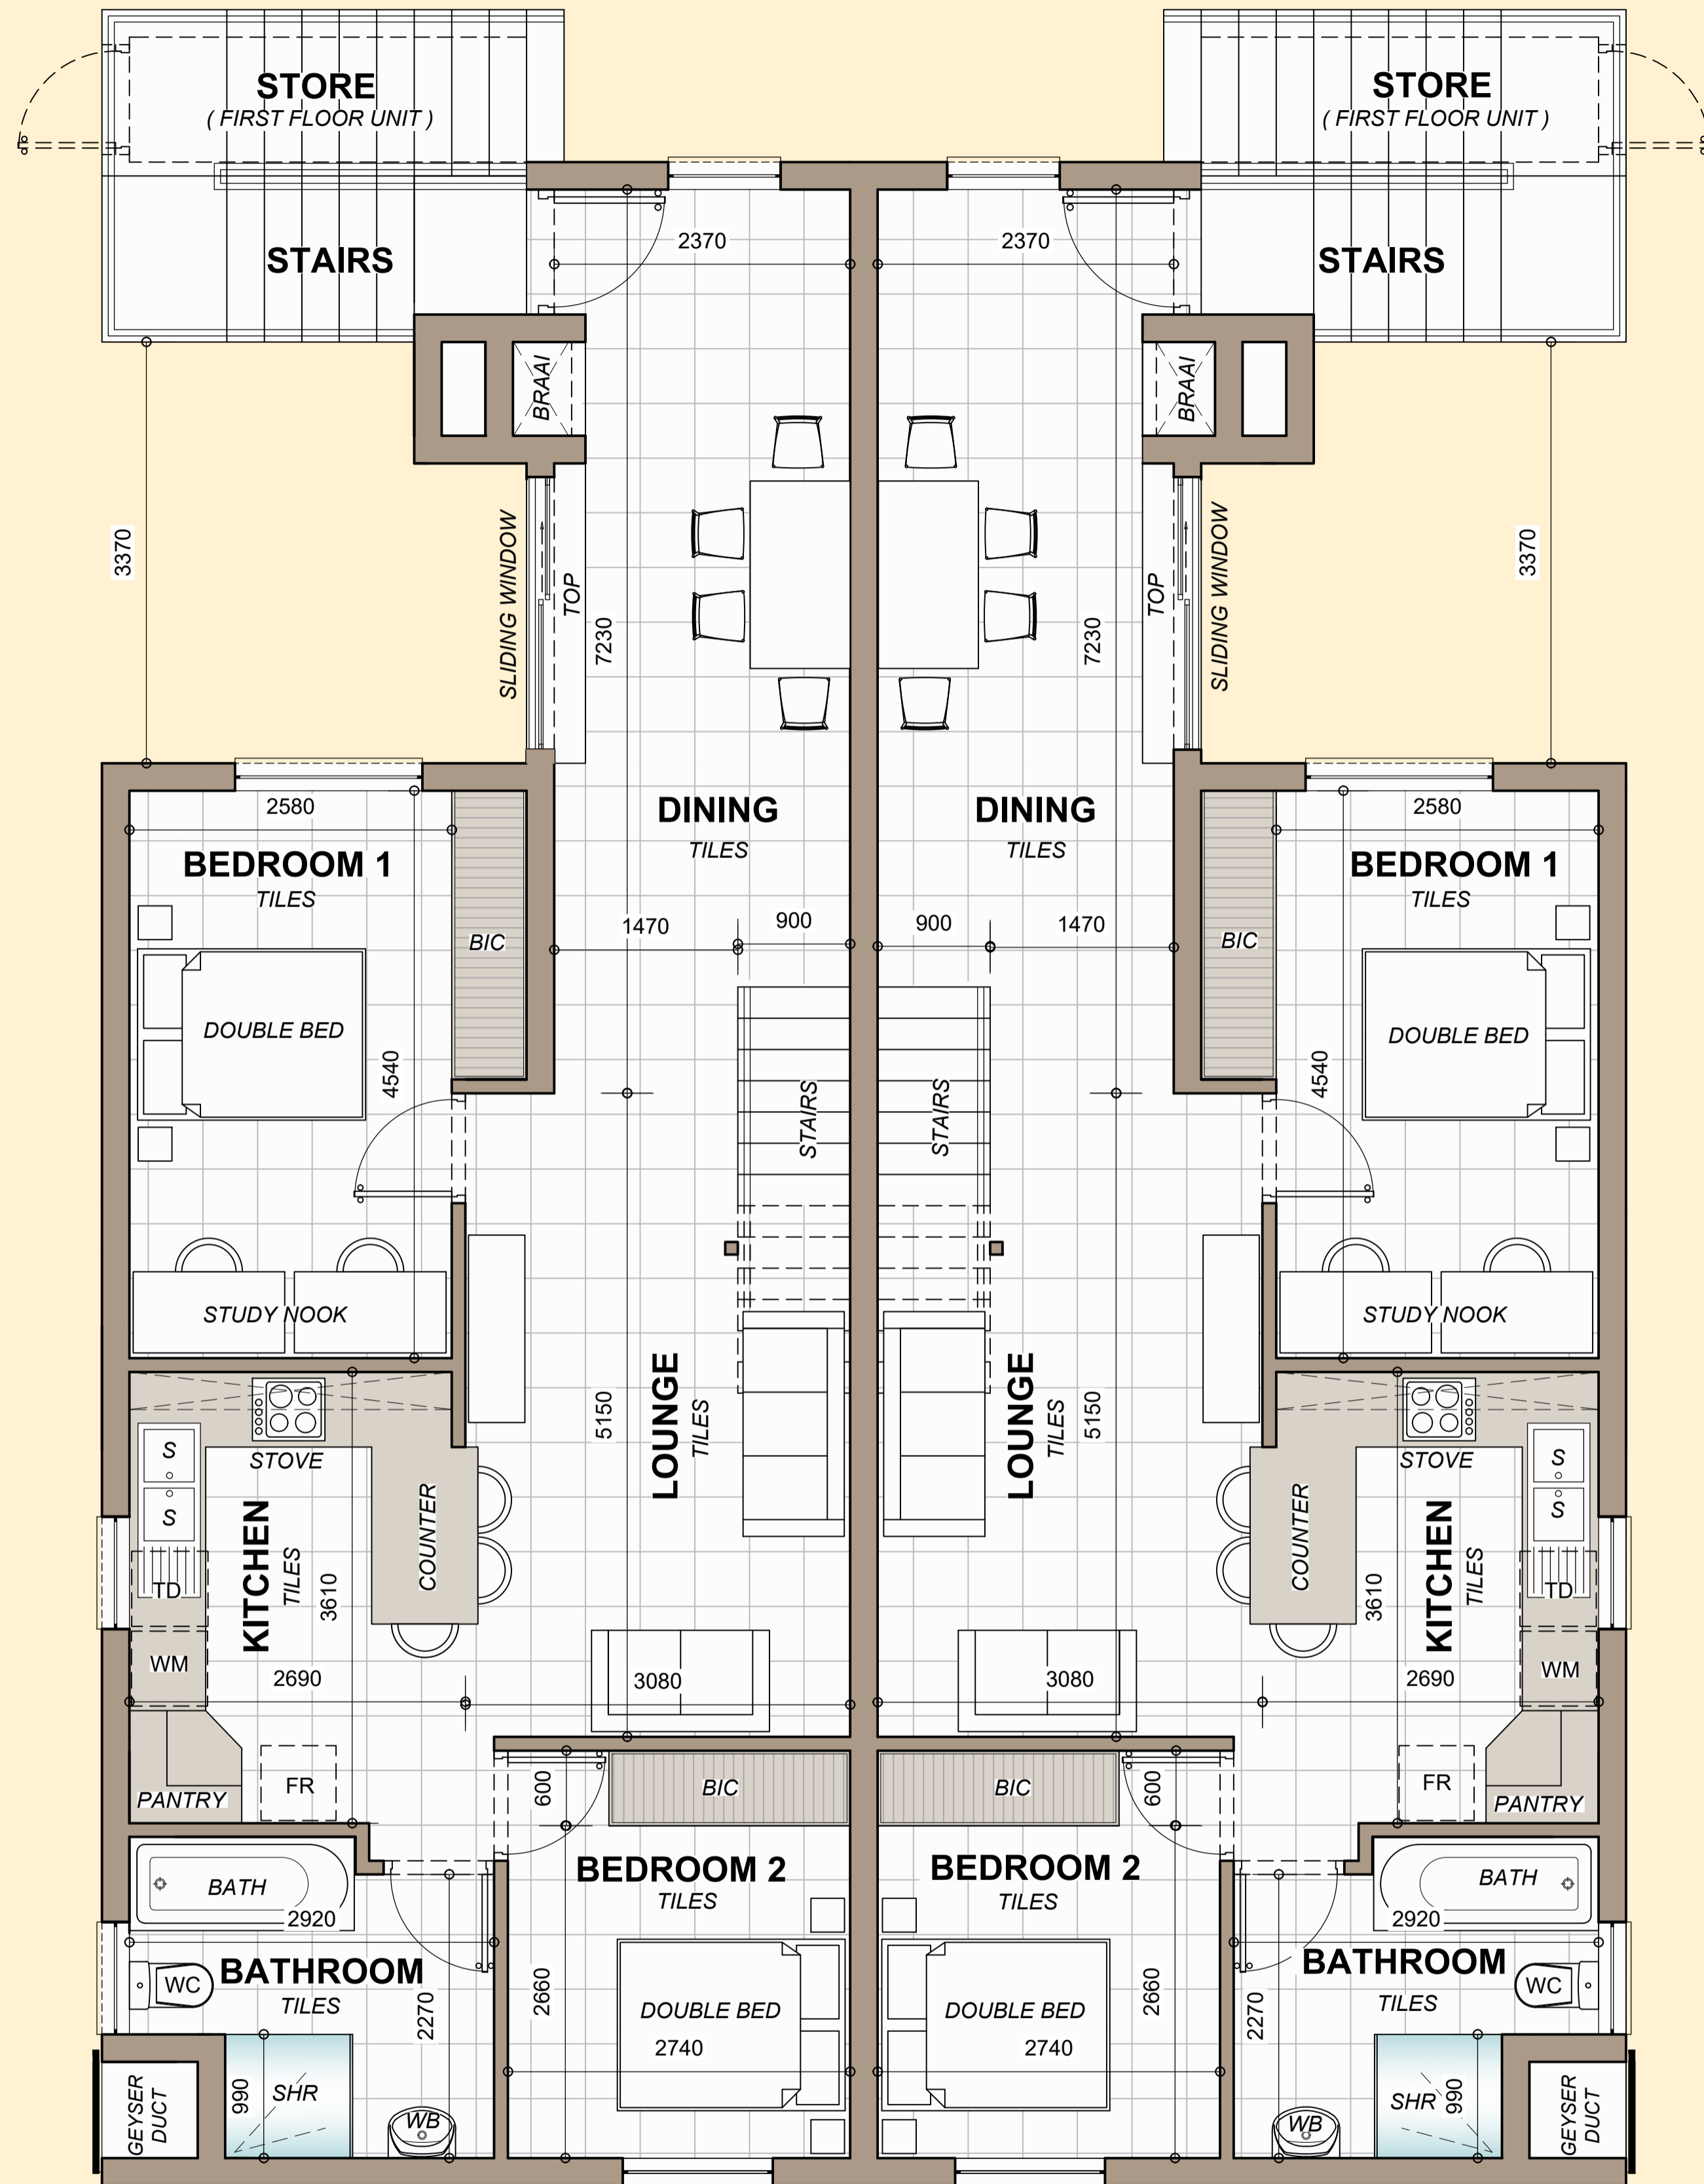 STORE
( FIRST FLOOR UNIT )
STORE
( FIRST FLOOR UNIT )
2370
2370
STAIRS
STAIRS
BRAAI
BRAAI
3370
SLIDING WINDOW
TOP
7230
7230
TOP
SLIDING WINDOW
3370
2580
DINING
TILES
DINING
TILES
2580
BEDROOM 1
TILES
BEDROOM 1
TILES
BIC
1470
900
900
1470
BIC
DOUBLE BED
4540
STAIRS
STAIRS
4540
DOUBLE BED
STUDY NOOK
STUDY NOOK
5150
LOUNGE
TILES
LOUNGE
TILES
5150
STOVE
STOVE
S
S
TD
WM
KITCHEN
TILES
3610
COUNTER
COUNTER
3610
KITCHEN
TILES
S
S
TD
WM
2690
3080
3080
2690
PANTRY
FR
600
BIC
BIC
600
FR
PANTRY
BATH
2920
BEDROOM 2
TILES
BEDROOM 2
TILES
BATH
2920
WC
BATHROOM
TILES
2270
2660
DOUBLE BED
2740
DOUBLE BED
2740
2660
2270
BATHROOM
TILES
WC
GEYSER
DUCT
990
SHR
WB
WB
SHR
990
GEYSER
DUCT